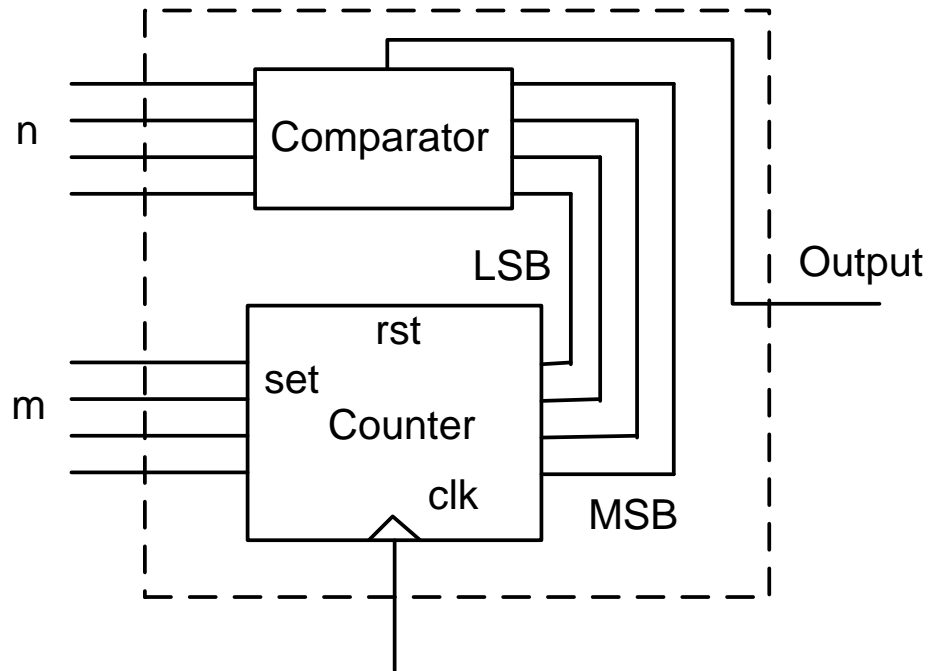 n
Comparator
LSB
Output
rst
set
m
Counter
clk
MSB